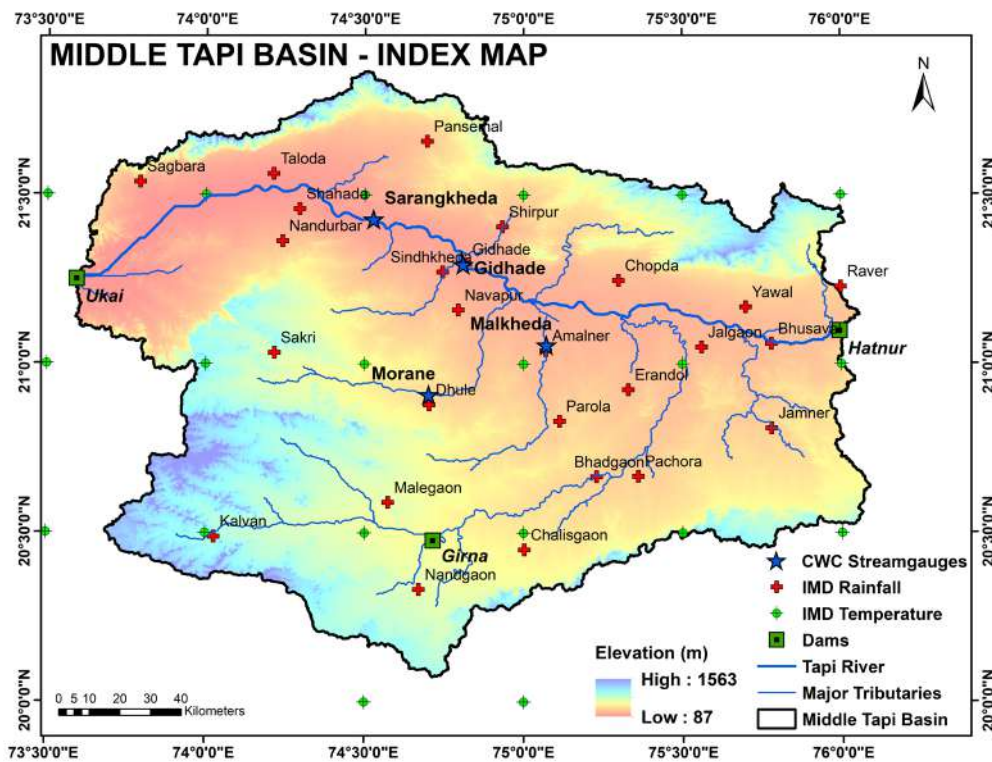 73°30'0"E 74°0'0"E 74°30'0"E 75°0'0"E 75°30'0"E 76°0'0"E
MIDDLE TAPI BASIN - INDEX MAP
N
Pansemal
Sagbara
Taloda
21°30'0"N
21°30'0"N
Shahada
Sarangkheda
Shirpur
Nandurbar
Sindhkheda
Gidhade
Gidhade
Chopda
Raver
Ukai
Navapur
Yawal
Malkheda
Sakri
Amalner
Jalgaon
Bhusav
Hatnur
21°0'0"N
21°0'0"N
Morane
Dhule
Erandol
Parola
Jamner
Bhadgaon
Pachora
Malegaon
Kalvan
20°30'0"N
20°30'0"N
Chalisgaon
Girna
Nandgaon
CWC Streamgauges
IMD Rainfall
IMD Temperature
Dams
Tapi River
Major Tributaries
Middle Tapi Basin
Elevation (m)
High : 1563
Low : 87
0 5 10 20 30 40
Kilometers
20°0'0"N
20°0'0"N
73°30'0"E 74°0'0"E 74°30'0"E 75°0'0"E 75°30'0"E 76°0'0"E